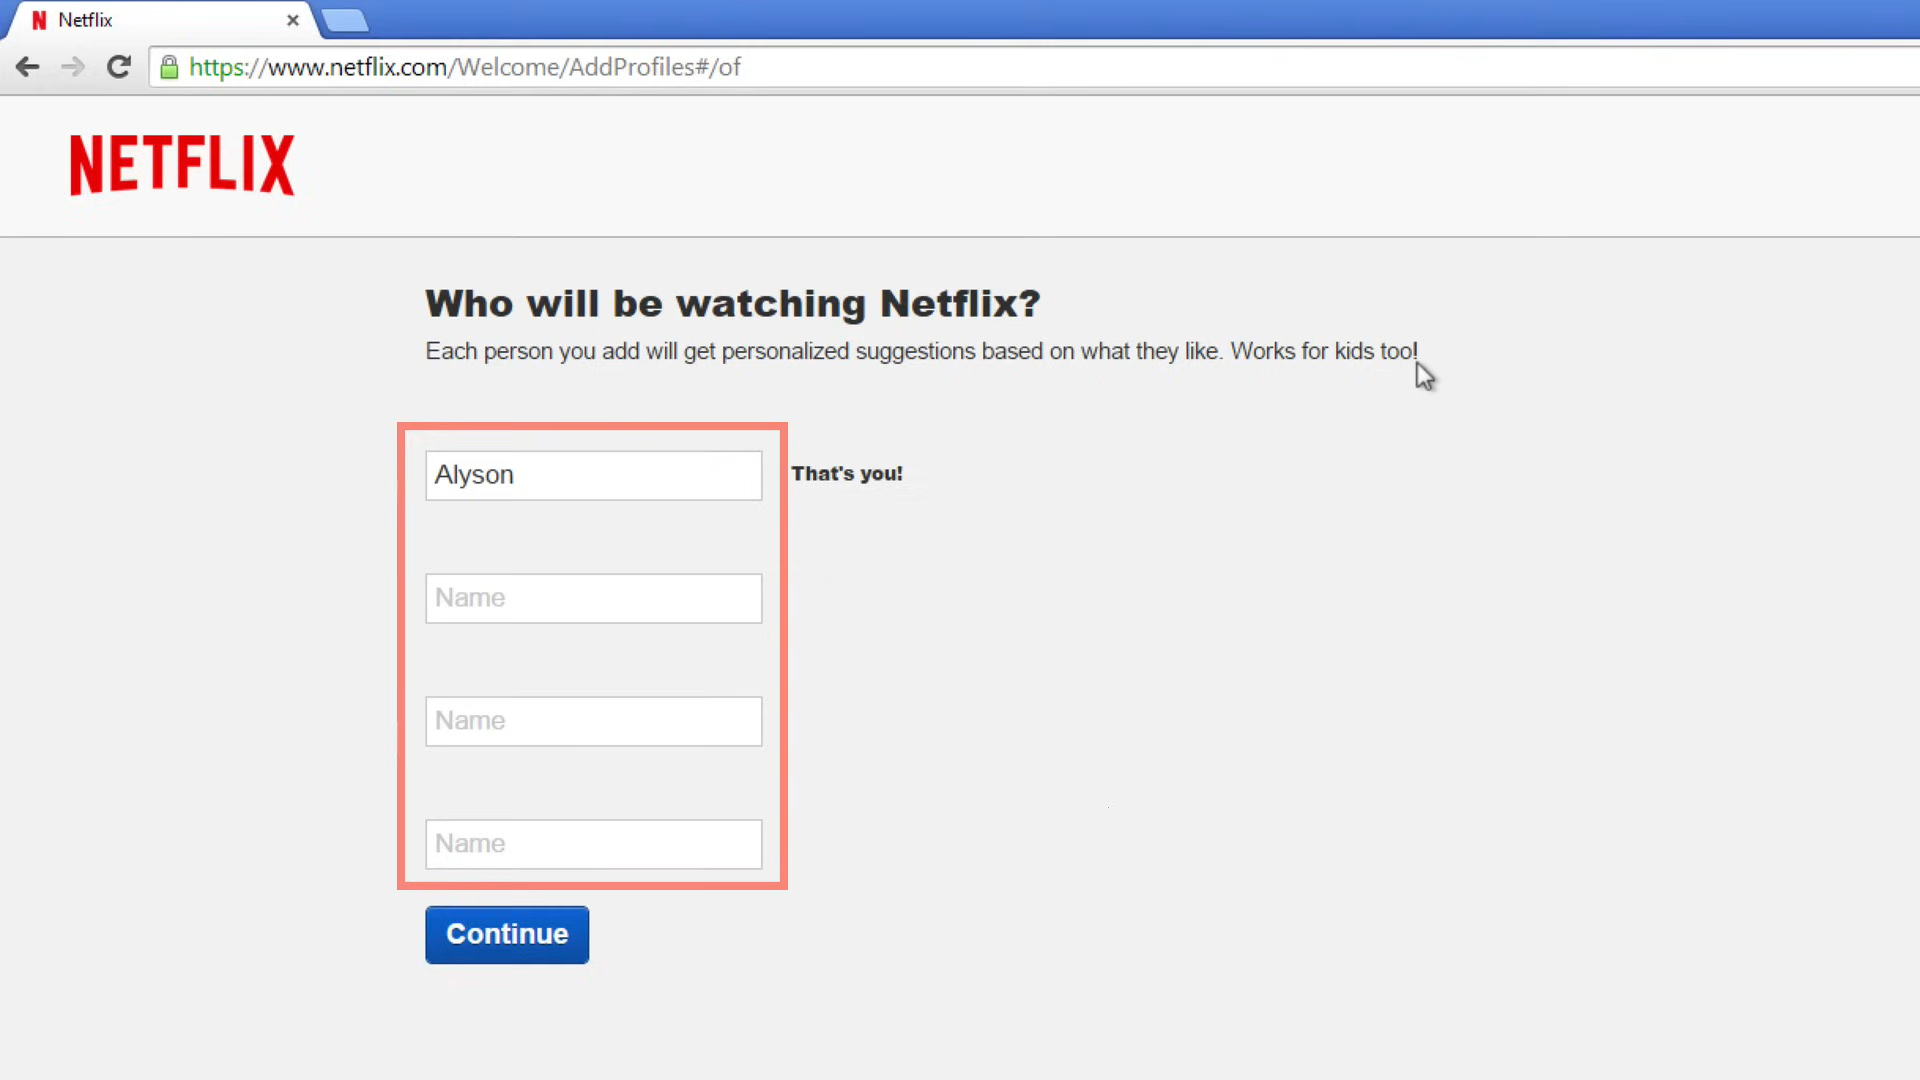 Netflix
https://www.netflix.com/Welcome/AddProfiles#/of
NETFLIX
Who will be watching Netflix?
Each person you add will get personalized suggestions based on what they like. Works for kids too!
Alyson
That's you!
Name
Name
Name
Continue